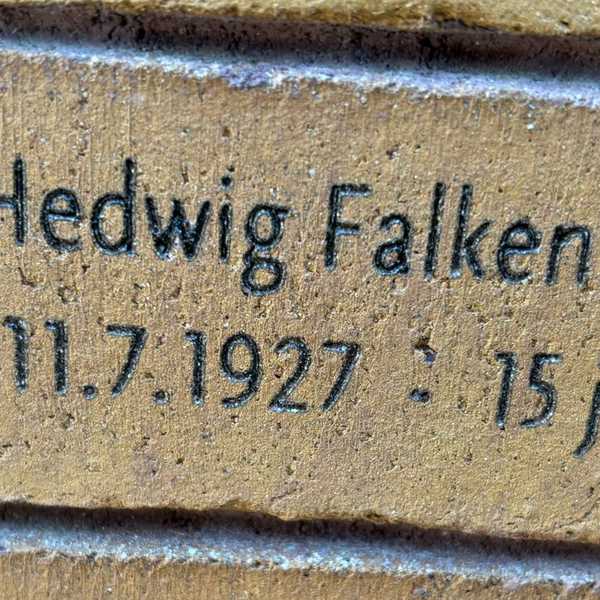 Hedwig Falken
11.7.1927 : 15 J